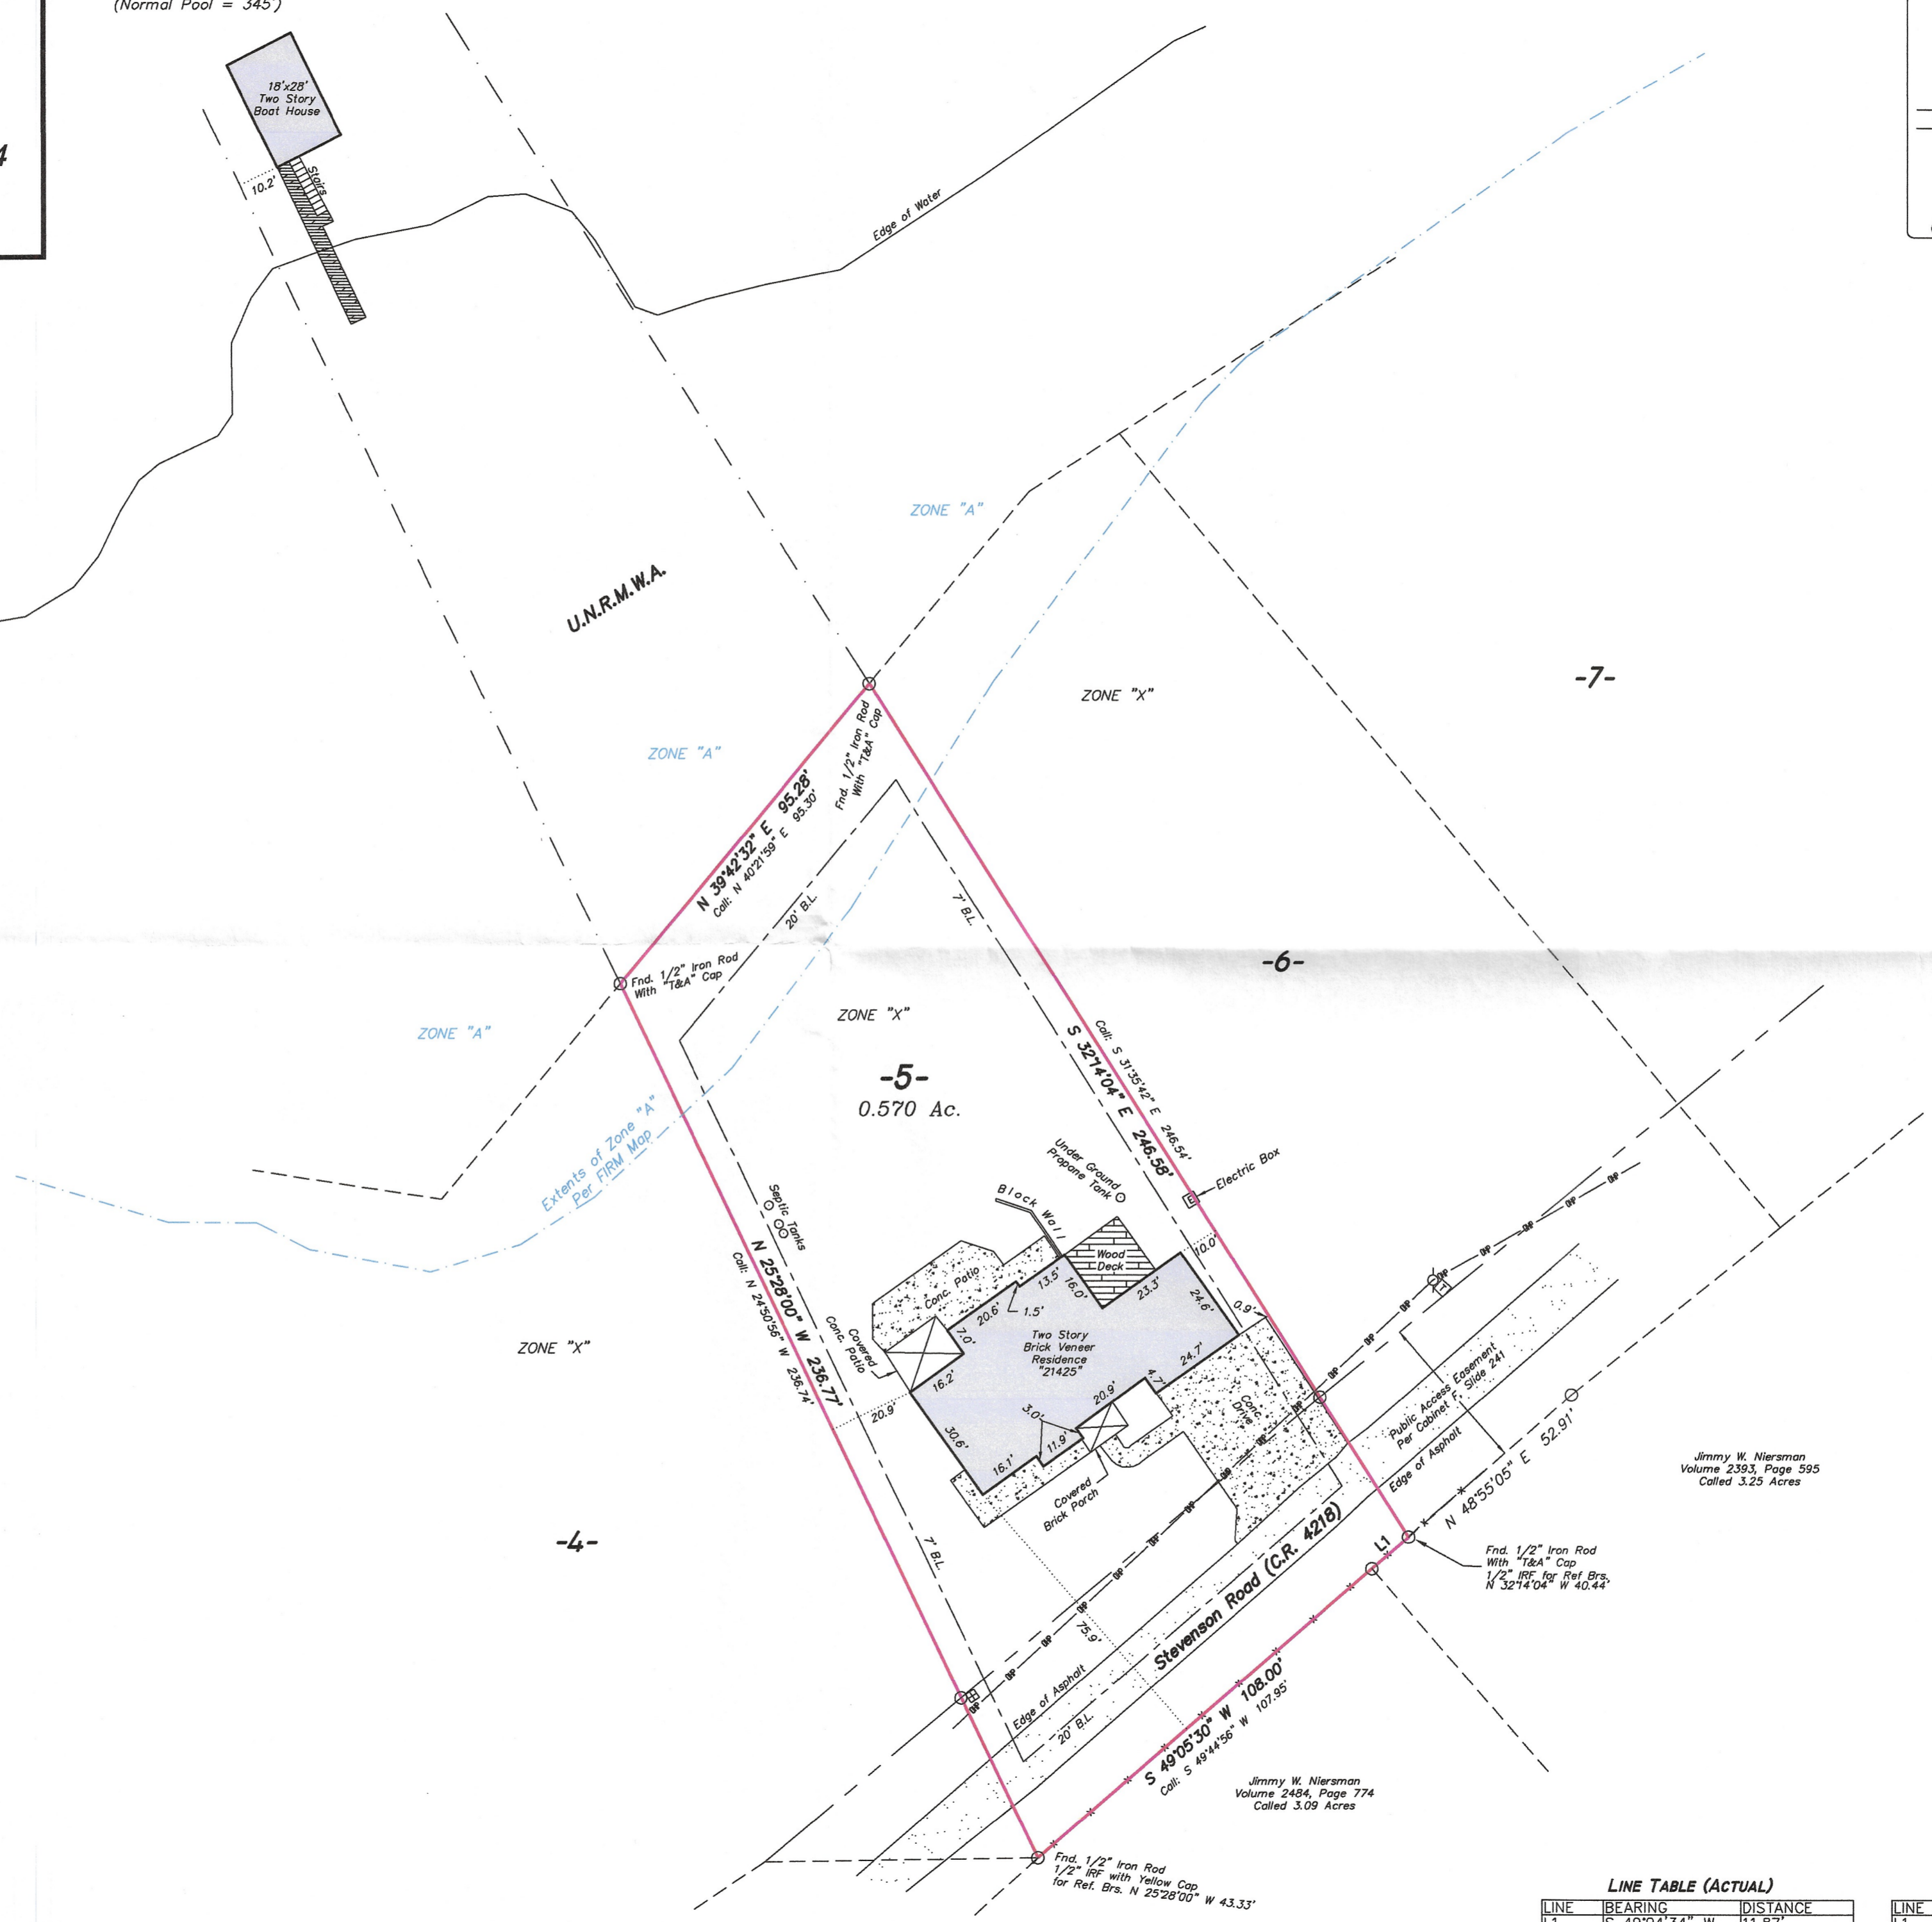 (Normal Pool = 345')
4
18'x28'
Two Story
Boat House
Stairs
10.2'
Edge of Water
ZONE "A"
U.N.R.M.W.A.
-7-
ZONE "X"
ZONE "A"
Fnd. 1/2" Iron Rod
With "T&A" Cap
N 39°42'32" E 95.28'
Call: N 40°21'59" E 95.30'
20' B.L.
7' B.L.
-6-
Fnd. 1/2" Iron Rod
With "T&A" Cap
ZONE "X"
ZONE "A"
-5-
0.570 Ac.
Call: S 31°35'42" E 246.54'
S 32°14'04" E 246.58'
Extents of Zone "A"
Per FIRM Map
Under Ground
Propane Tank
Electric Box
Septic Tanks
Block Wall
Wood
Deck
10.0'
N 25°28'00" W 236.77'
Call: N 24°50'56" W 236.74'
Conc. Patio
13.5'
16.0'
23.3'
24.6'
0.9'
20.6'
1.5'
7.0'
Covered
Conc. Patio
Two Story
Brick Veneer
Residence
"21425"
ZONE "X"
16.2'
24.7'
4.7'
20.9'
20.9'
3.0'
11.9'
30.6'
16.1'
Conc.
Drive
Covered
Brick Porch
Public Access Easement
Per Cabinet F, Slide 241
Edge of Asphalt
N 48°55'05" E 52.91'
Jimmy W. Niersman
Volume 2393, Page 595
Called 3.25 Acres
-4-
7' B.L.
Stevenson Road (C.R. 4218)
L1
Fnd. 1/2" Iron Rod
With "T&A" Cap
1/2" IRF for Ref Brs.
N 32°14'04" W 40.44'
75.9'
Edge of Asphalt
20' B.L.
S 49°05'30" W 108.00'
Call: S 49°44'56" W 107.95'
Jimmy W. Niersman
Volume 2484, Page 774
Called 3.09 Acres
Fnd. 1/2" Iron Rod
1/2" IRF with Yellow Cap
for Ref. Brs. N 25°28'00" W 43.33'
LINE TABLE (ACTUAL)
LINE BEARING DISTANCE
LINE